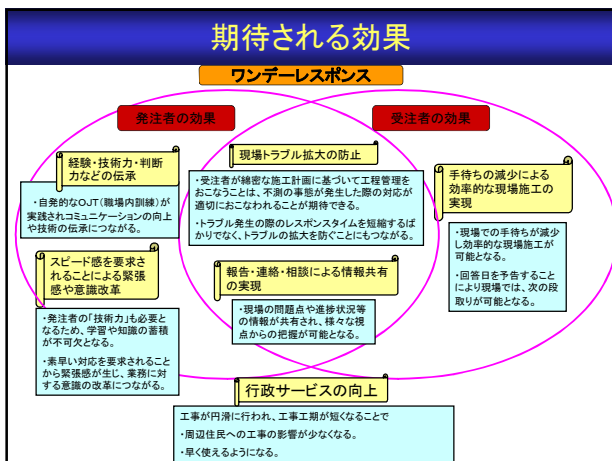 期待される効果
ワンデーレスポンス
発注者の効果
受注者の効果
経験・技術力・判断
力などの伝承
・自発的なOJT(職場内訓練)が
実践されコミュニケーションの向上
や技術の伝承につながる。
スピード感を要求さ
れることによる緊張
感や意識改革
・発注者の「技術力」も必要と
なるため、学習や知識の蓄積
が不可欠となる。
・素早い対応を要求されること
から緊張感が生じ、業務に対
する意識の改革につながる。
現場トラブル拡大の防止
・受注者が綿密な施工計画に基づいて工程管理を
おこなうことは、不測の事態が発生した際の対応が
適切におこなわれることが期待できる。
・トラブル発生の際のレスポンスタイムを短縮するば
かりでなく、トラブルの拡大を防ぐことにもつながる。
報告・連絡・相談による情報共有
の実現
・現場の問題点や進捗状況等
の情報が共有され、様々な視
点からの把握が可能となる。
手待ちの減少による
効率的な現場施工の
実現
・現場での手待ちが減少
し効率的な現場施工が
可能となる。
・回答日を予告すること
により現場では、次の段
取りが可能となる。
行政サービスの向上
工事が円滑に行われ、工事工期が短くなることで
・周辺住民への工事の影響が少なくなる。
・早く使えるようになる。